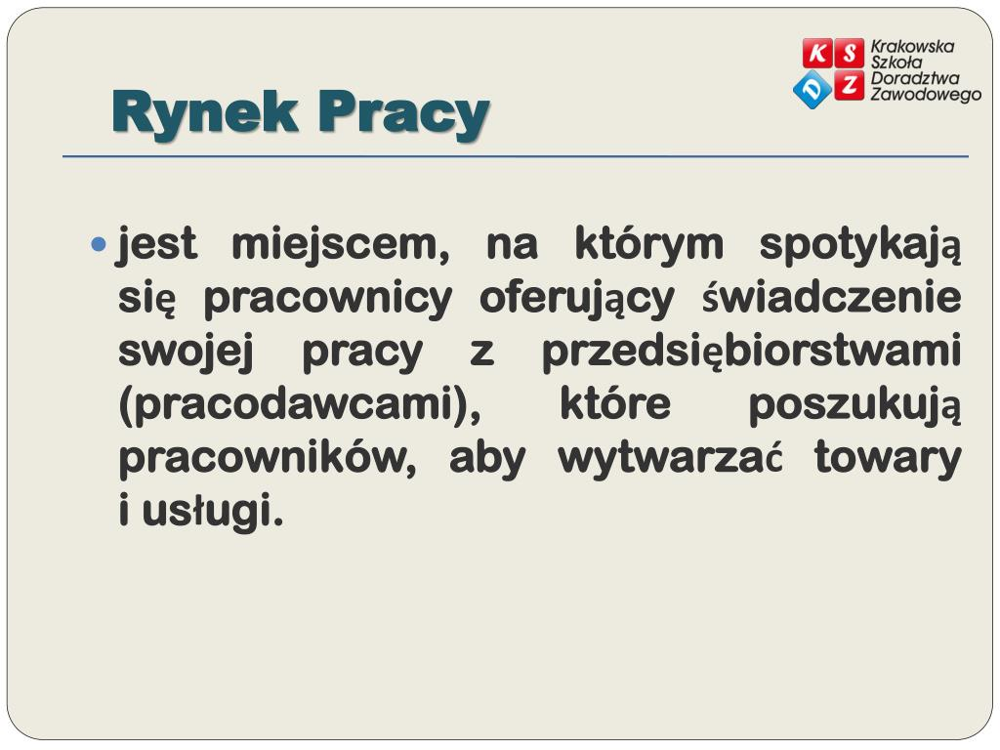 K S
D Z
Krakowska
Szkoła
Doradztwa
Zawodowego
Rynek Pracy
• jest miejscem, na którym spotykają
się pracownicy oferujący świadczenie
swojej pracy z przedsiębiorstwami
(pracodawcami), które poszukują
pracowników, aby wytwarzać towary
i usługi.